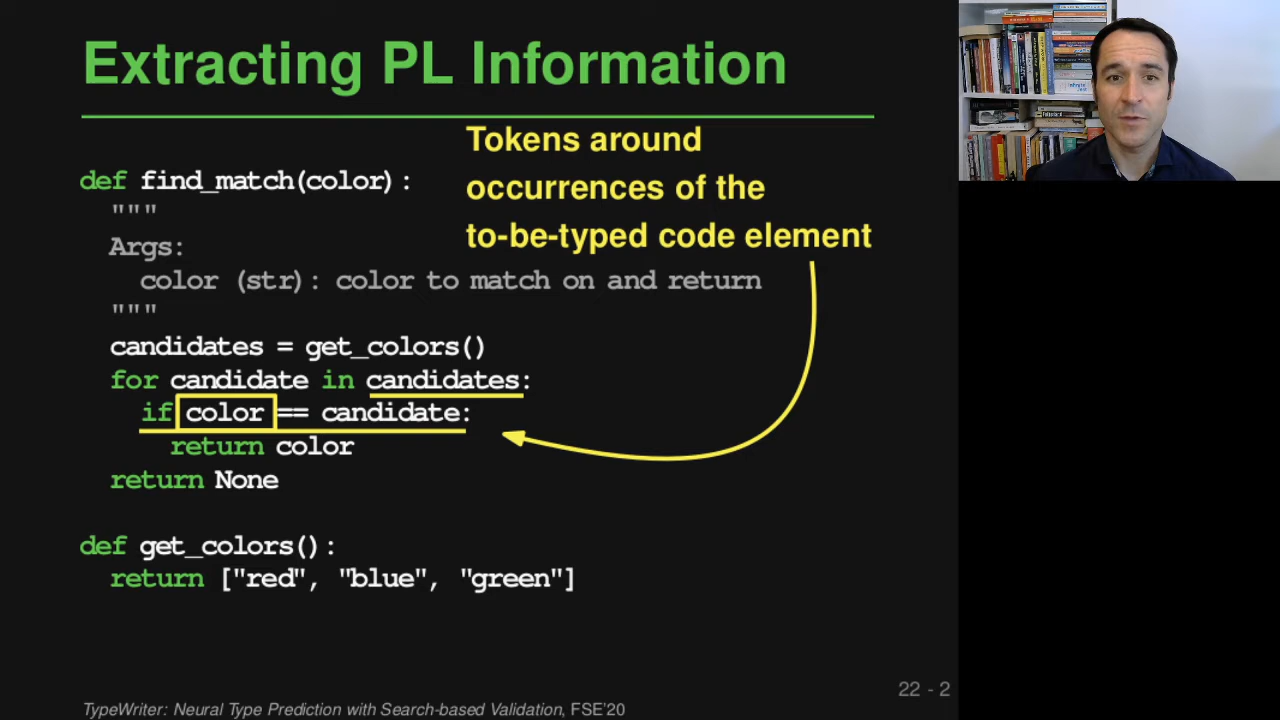 Extracting PL Information
Tokens around
occurrences of the
to-be-typed code element
def find_match(color):
"""
Args:
color (str): color to match on and return
"""
candidates = get_colors()
for candidate in candidates:
if color == candidate:
return color
return None
def get_colors():
return ["red", "blue", "green"]
22 - 2
TypeWriter: Neural Type Prediction with Search-based Validation, FSE'20